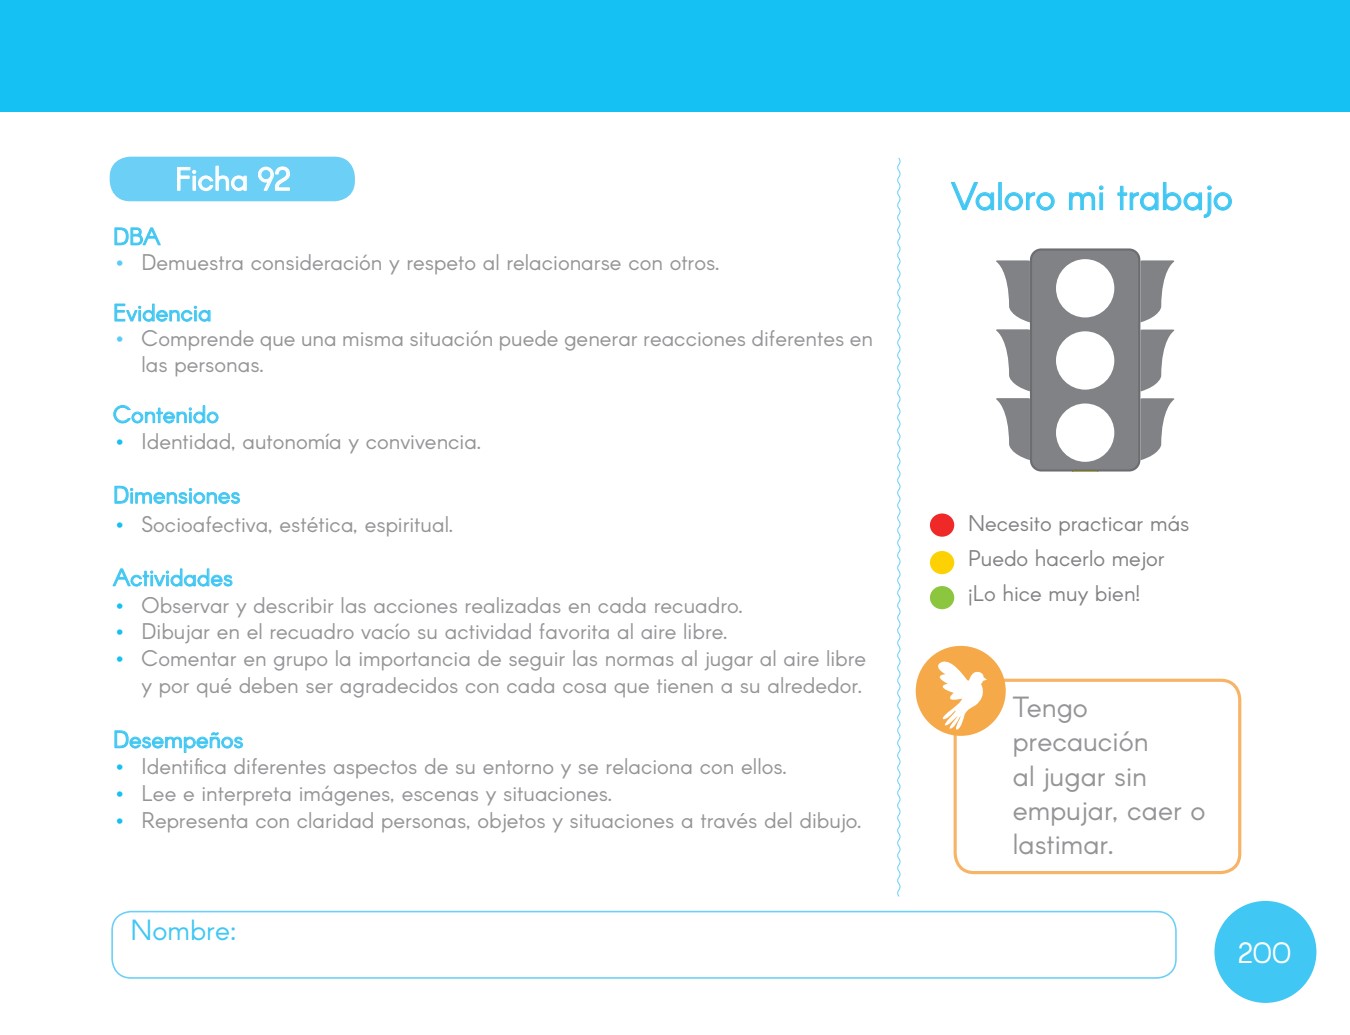 Ficha 92
DBA
• Demuestra consideración y respeto al relacionarse con otros.
Evidencia
• Comprende que una misma situación puede generar reacciones diferentes en
las personas.
Contenido
• Identidad, autonomía y convivencia.
Dimensiones
• Socioafectiva, estética, espiritual.
Actividades
• Observar y describir las acciones realizadas en cada recuadro.
• Dibujar en el recuadro vacío su actividad favorita al aire libre.
• Comentar en grupo la importancia de seguir las normas al jugar al aire libre
y por qué deben ser agradecidos con cada cosa que tienen a su alrededor.
Desempeños
• Identifica diferentes aspectos de su entorno y se relaciona con ellos.
• Lee e interpreta imágenes, escenas y situaciones.
• Representa con claridad personas, objetos y situaciones a través del dibujo.
Valoro mi trabajo
Necesito practicar más
Puedo hacerlo mejor
¡Lo hice muy bien!
Tengo
precaución
al jugar sin
empujar, caer o
lastimar.
Nombre:
200